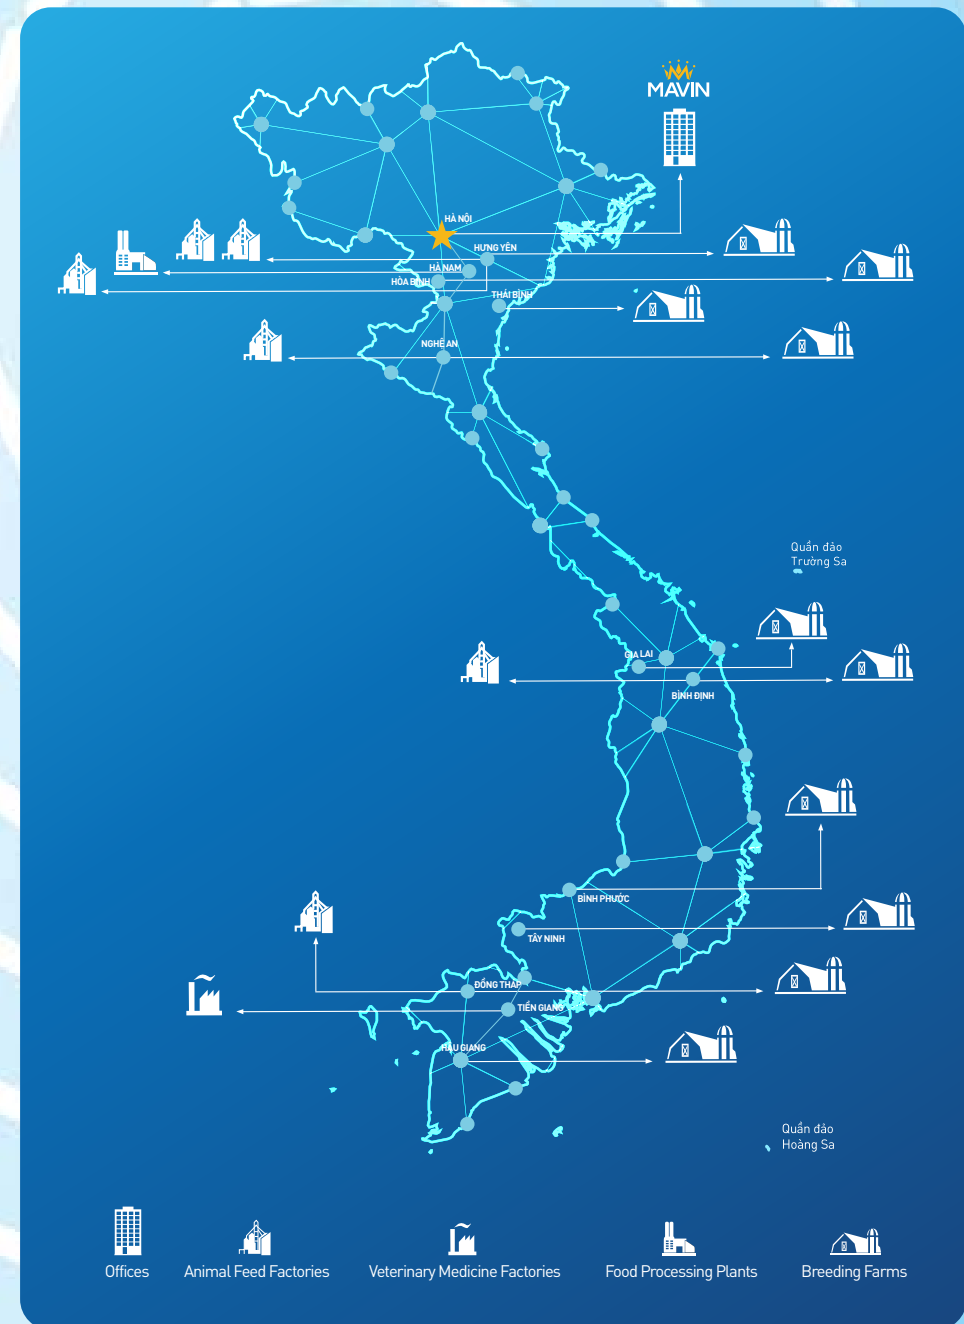 MAVIN
HÀ NỘI
HƯNG YÊN
HÀ NAM
HÒA BÌNH
THÁI BÌNH
NGHỆ AN
Quần đảo
Trường Sa
GIA LAI
BÌNH ĐỊNH
BÌNH PHƯỚC
TÂY NINH
ĐỒNG THÁP
TIỀN GIANG
HẬU GIANG
Quần đảo
Hoàng Sa
Offices
Animal Feed Factories
Veterinary Medicine Factories
Food Processing Plants
Breeding Farms